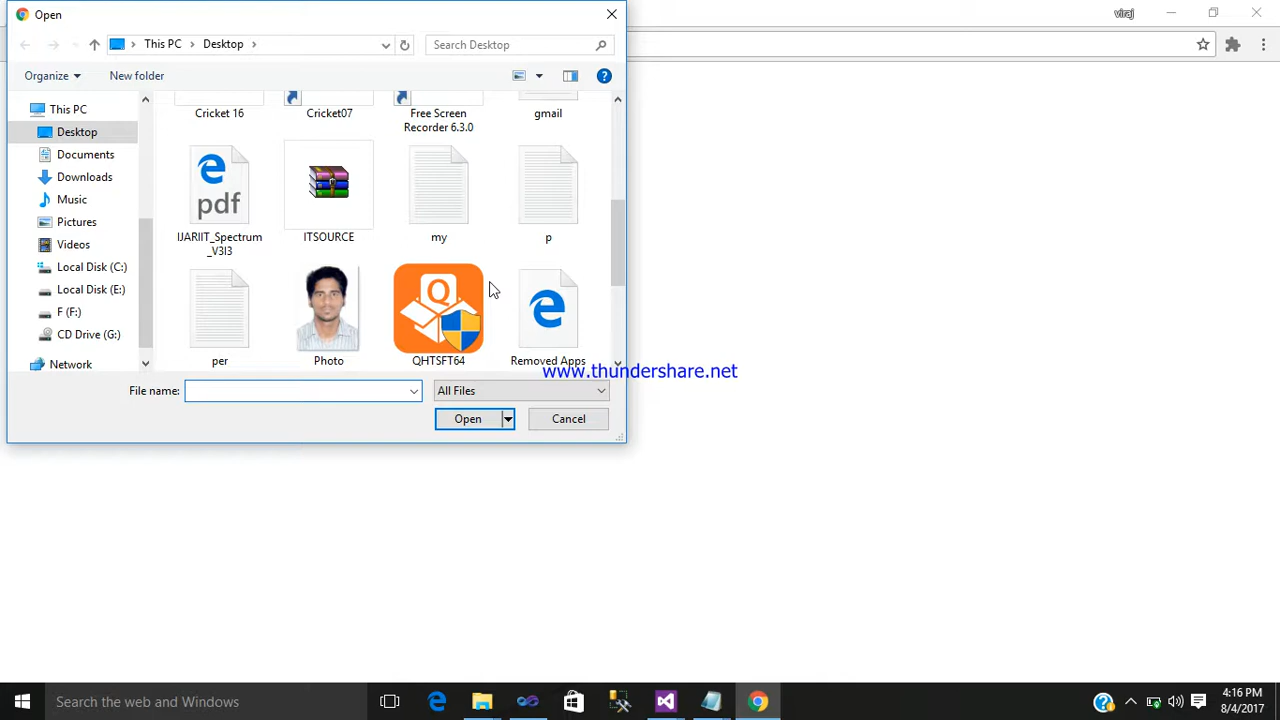 Open
viraj
This PC
Desktop
Search Desktop
Organize
New folder
This PC
Desktop
Documents
Downloads
Music
Pictures
Videos
Local Disk (C:)
Local Disk (E:)
F (F:)
CD Drive (G:)
Network
Cricket 16
Cricket07
Free Screen
Recorder 6.3.0
gmail
pdf
IJARIIT_Spectrum
_V3I3
ITSOURCE
my
p
per
Photo
Q
QHTSFT64
Removed Apps
www.thundershare.net
File name:
All Files
Open
Cancel
Search the web and Windows
4:16 PM
8/4/2017